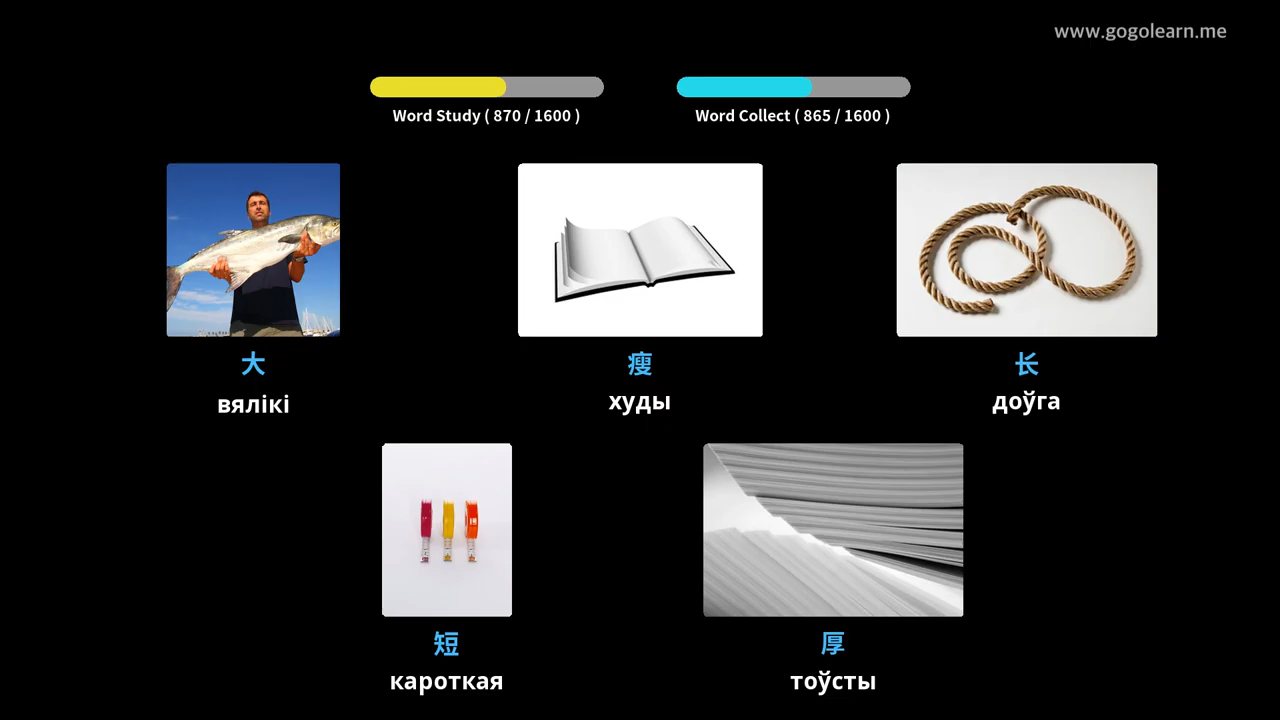 www.gogolearn.me
Word Study ( 870 / 1600 )
Word Collect ( 865 / 1600 )
大
вялікі
瘦
худы
长
доўга
短
кароткая
厚
тоўсты